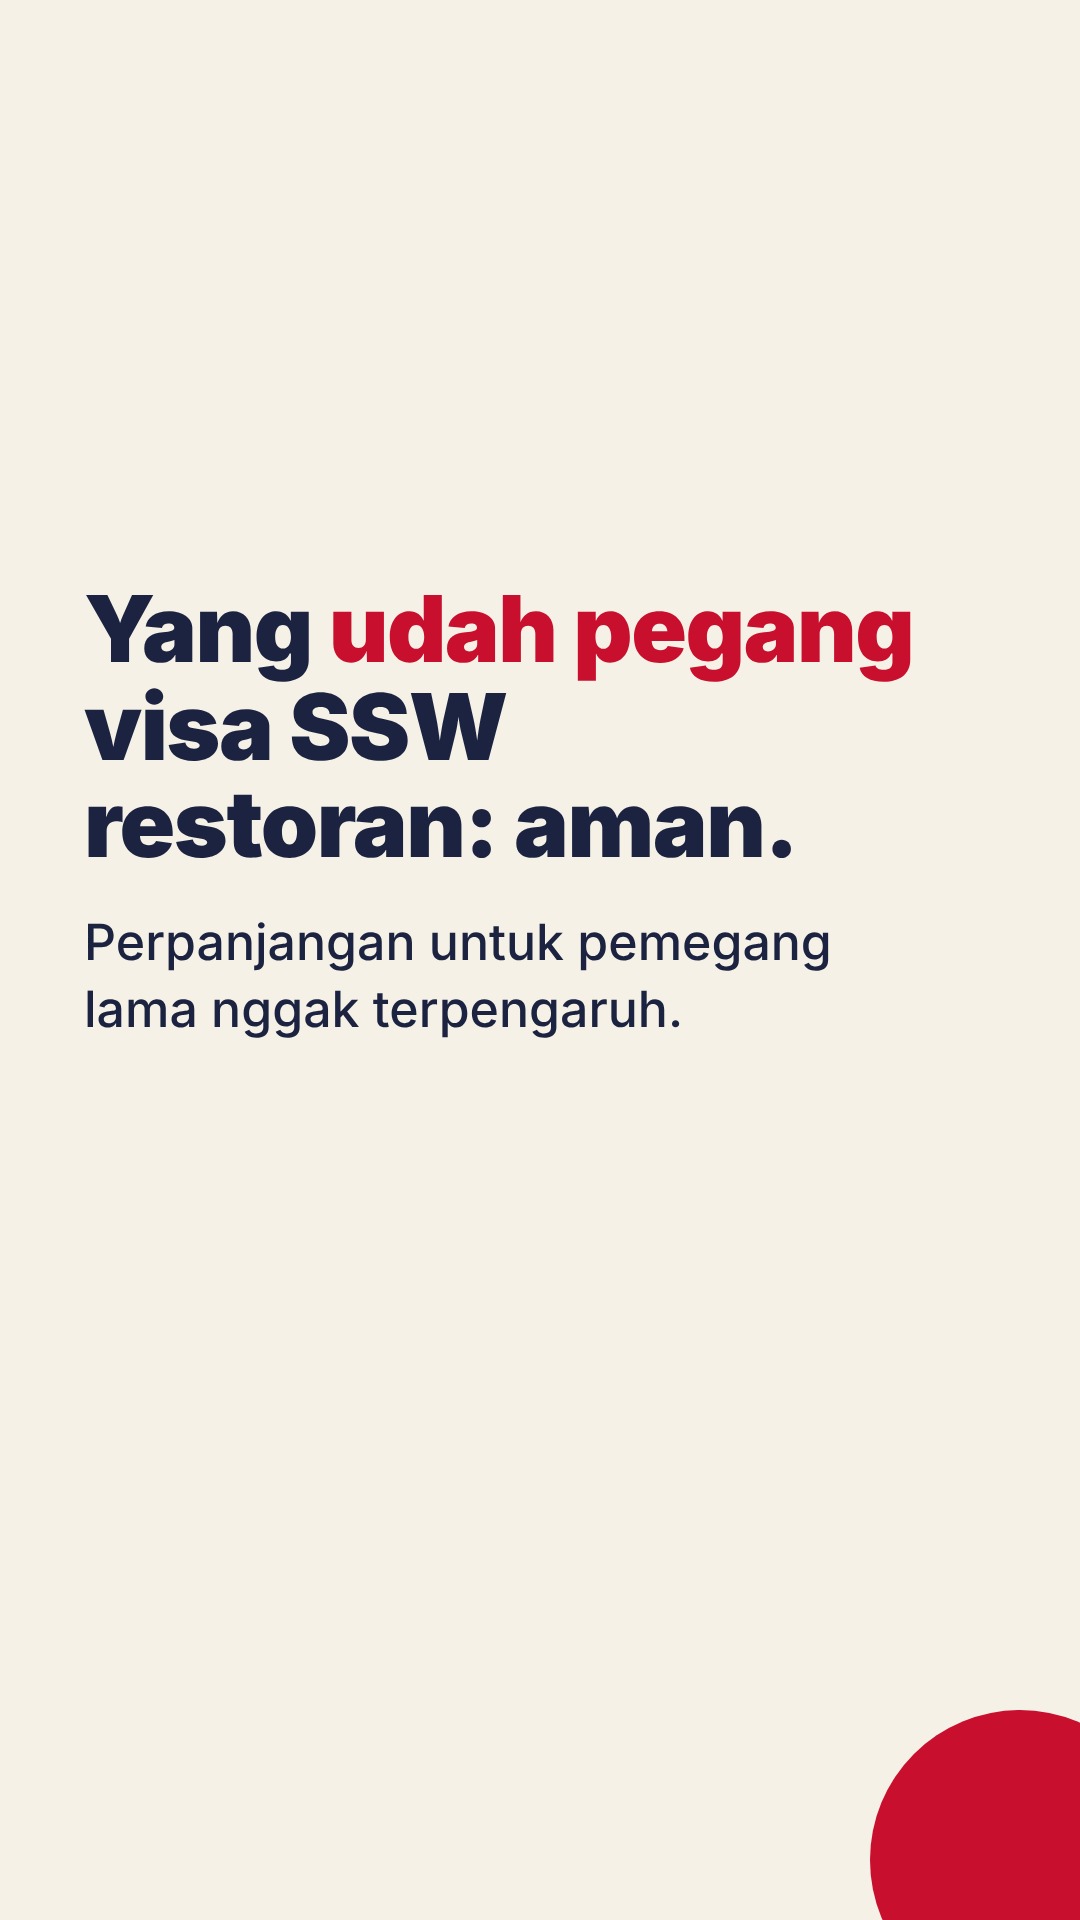 Yang udah pegang
visa SSW
restoran: aman.
Perpanjangan untuk pemegang
lama nggak terpengaruh.